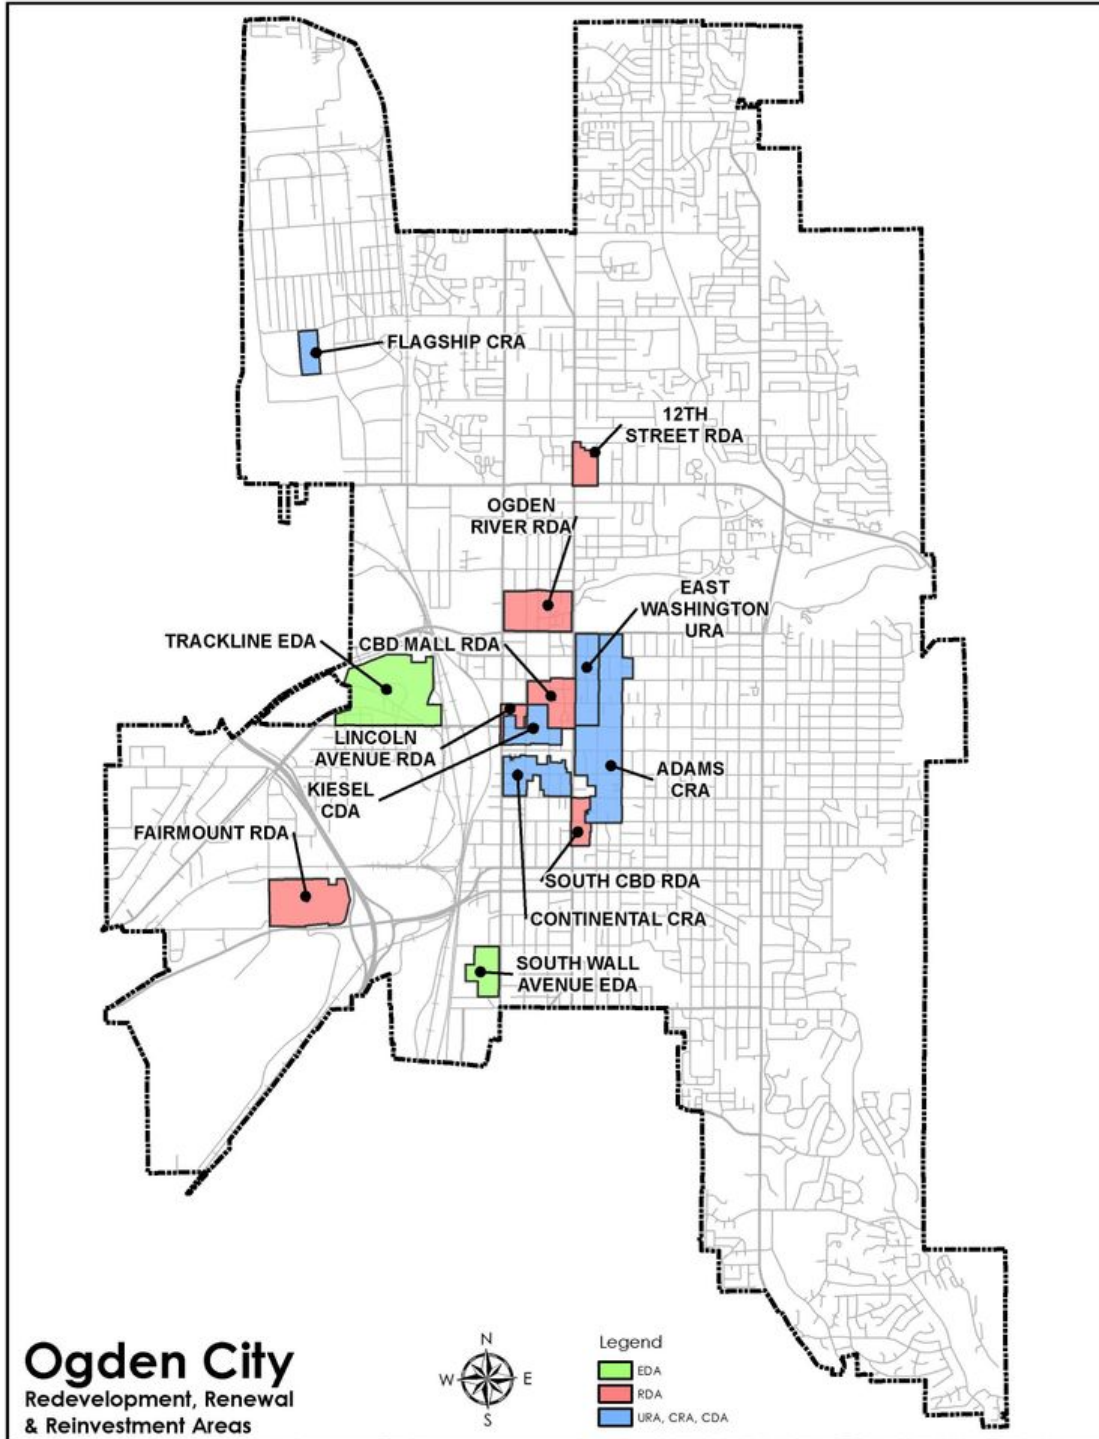 FLAGSHIP CRA
12TH
STREET RDA
OGDEN
RIVER RDA
EAST
WASHINGTON
URA
TRACKLINE EDA
CBD MALL RDA
LINCOLN
AVENUE RDA
KIESEL
CDA
ADAMS
CRA
FAIRMOUNT RDA
SOUTH CBD RDA
CONTINENTAL CRA
SOUTH WALL
AVENUE EDA
Ogden City
Redevelopment, Renewal
& Reinvestment Areas
N
W E
S
Legend
EDA
RDA
URA, CRA, CDA